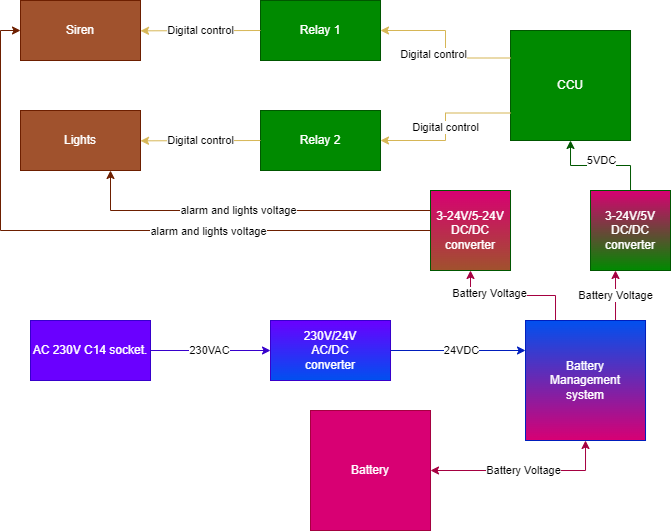 Siren
Digital control
Relay 1
Digital control
CCU
Lights
Digital control
Relay 2
Digital control
5VDC
alarm and lights voltage
alarm and lights voltage
3-24V/5-24V
DC/DC
converter
3-24V/5V
DC/DC
converter
Battery Voltage
Battery Voltage
AC 230V C14 socket.
230VAC
230V/24V
AC/DC
converter
24VDC
Battery
Management
system
Battery
Battery Voltage